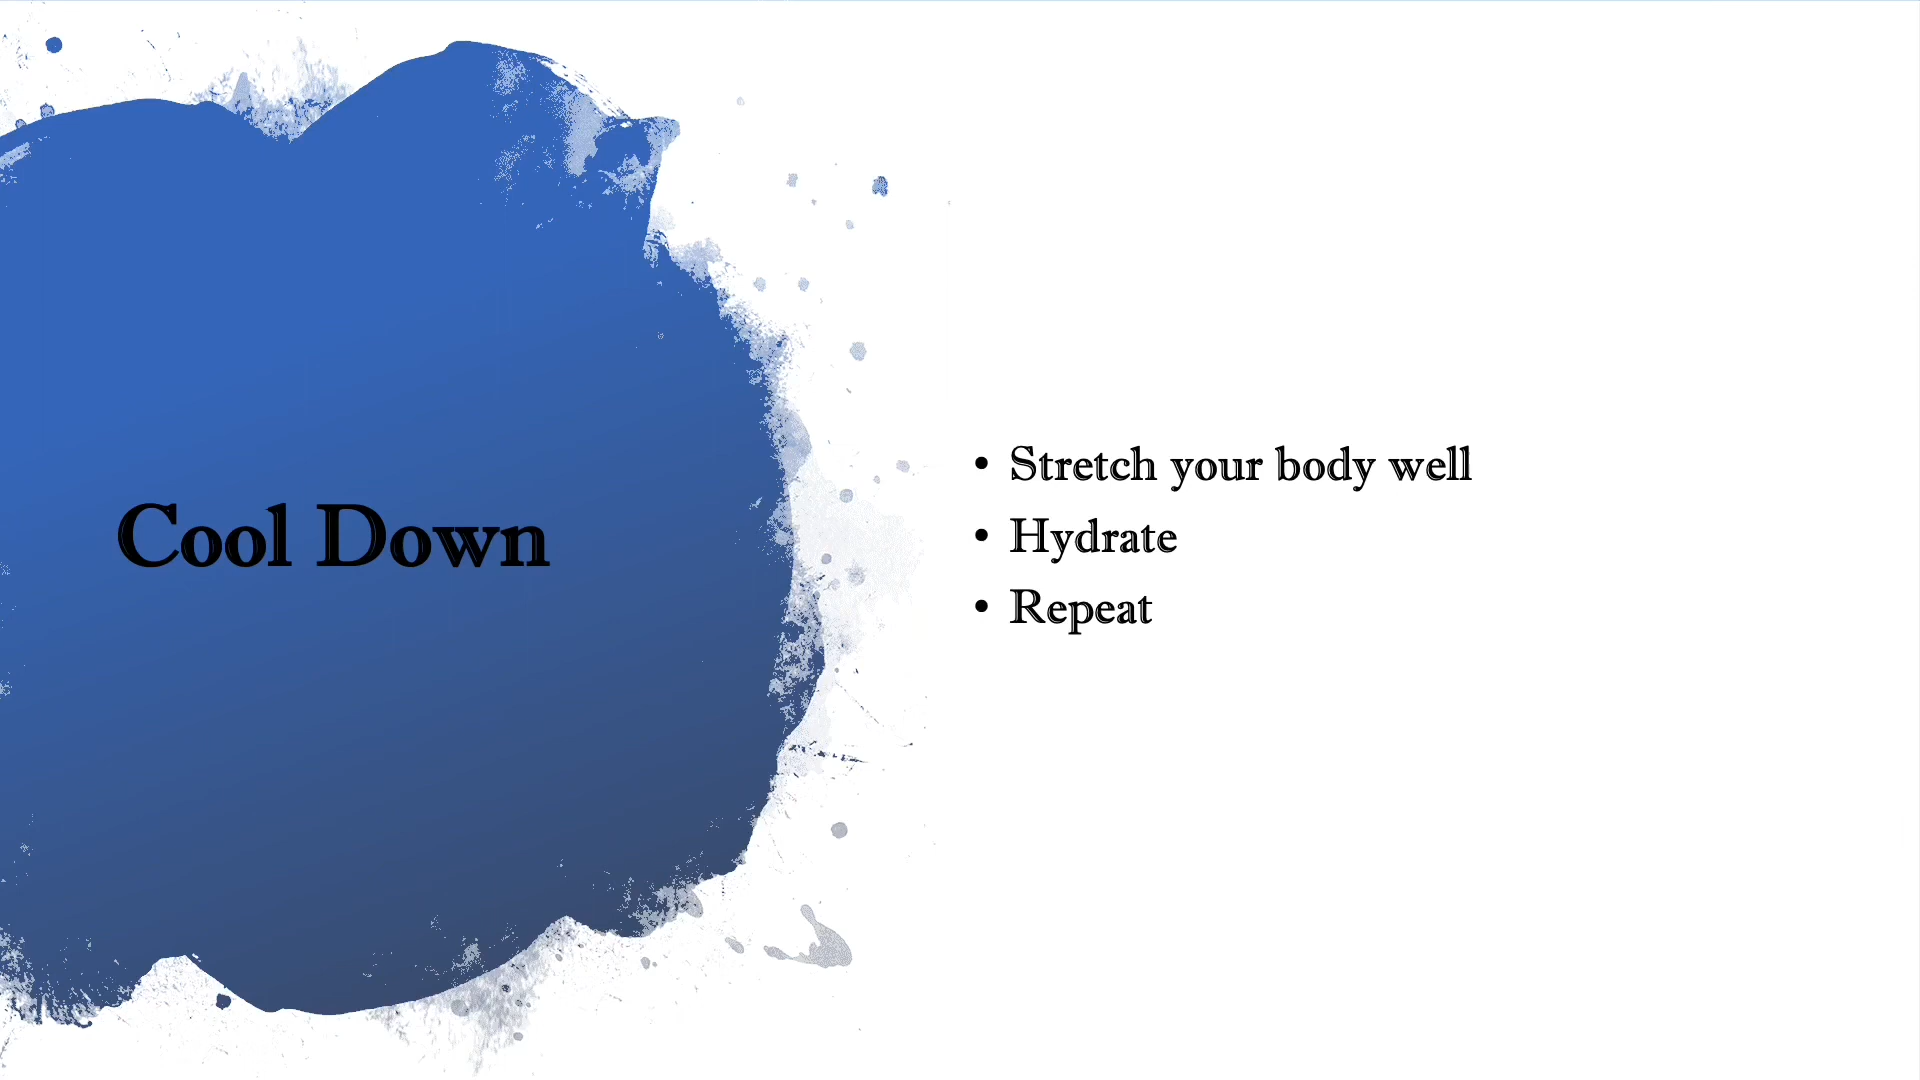 Cool Down
• Stretch your body well
• Hydrate
• Repeat